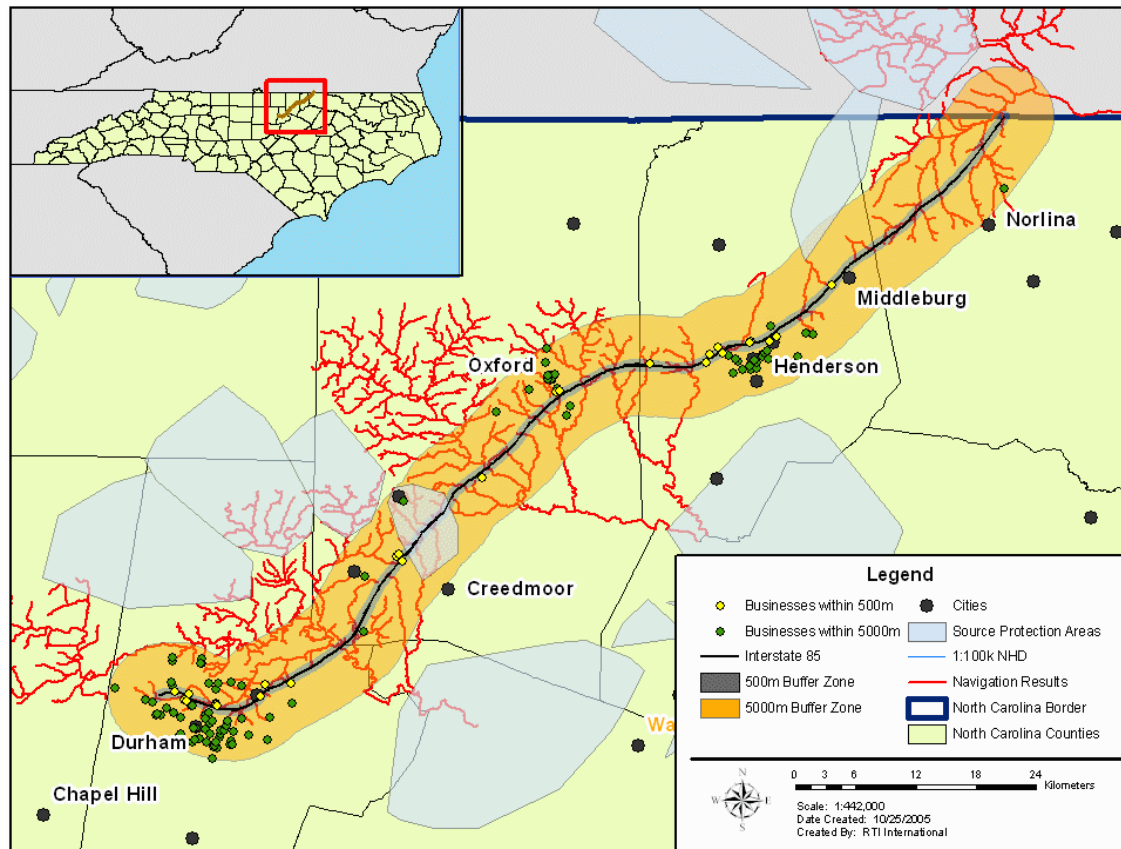 Norlina
Middleburg
Oxford
Henderson
Creedmoor
Wa
Durham
Chapel Hill
Legend
Businesses within 500m
Businesses within 5000m
Interstate 85
500m Buffer Zone
5000m Buffer Zone
Cities
Source Protection Areas
1:100k NHD
Navigation Results
North Carolina Border
North Carolina Counties
N
W E
S
0 3 6 12 18 24
Kilometers
Scale: 1:442,000
Date Created: 10/25/2005
Created By: RTI International